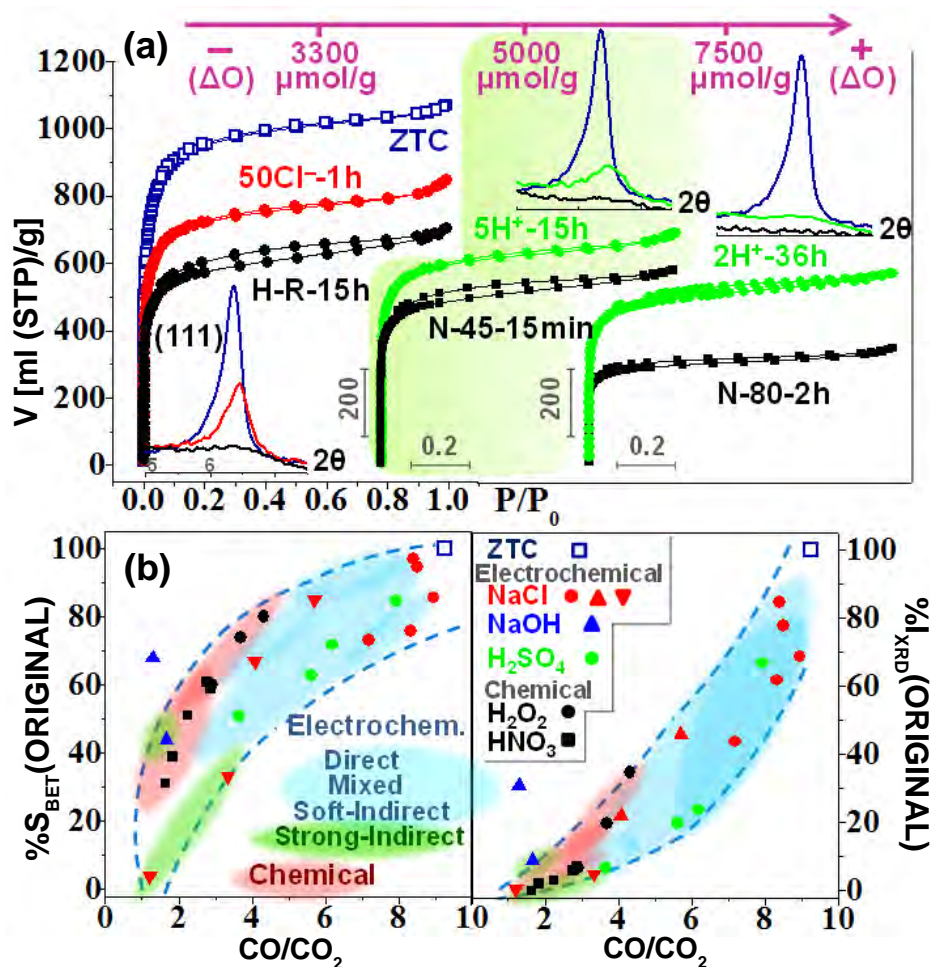 (a)
− 3300 5000 7500 +
(ΔO) μmol/g μmol/g μmol/g (ΔO)
1200
1000
800
600
400
200
0
V [ml (STP)/g]
ZTC
50Cl⁻-1h
H-R-15h
(111)
6
2θ
5H⁺-15h
N-45-15min
2θ
2H⁺-36h
N-80-2h
2θ
200
0.2
200
0.2
0.0 0.2 0.4 0.6 0.8 1.0 P/P₀
(b)
100
80
60
40
20
0
%S_BET(ORIGINAL)
0 2 4 6 8 10
CO/CO₂
Electrochem.
Direct
Mixed
Soft-Indirect
Strong-Indirect
Chemical
ZTC
Electrochemical
NaCl
NaOH
H₂SO₄
Chemical
H₂O₂
HNO₃
100
80
60
40
20
0
%I_XRD(ORIGINAL)
2 4 6 8 10
CO/CO₂